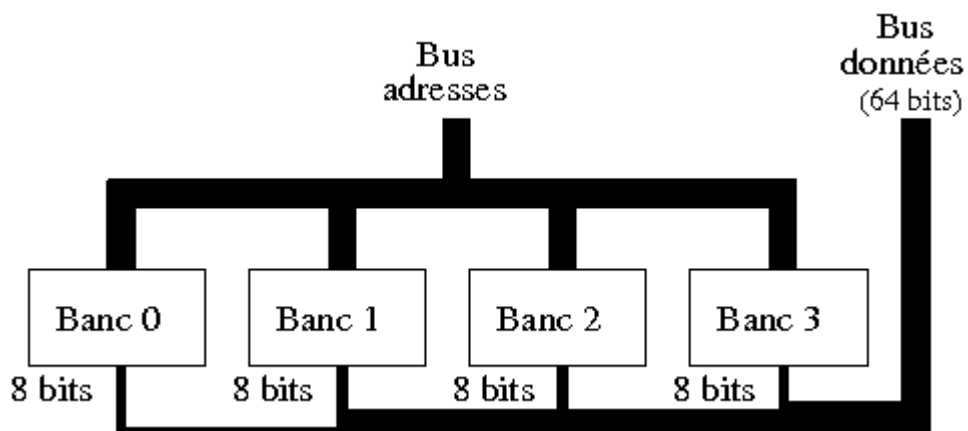 Bus
adresses
Bus
données
(64 bits)
Banc 0
Banc 1
Banc 2
Banc 3
8 bits
8 bits
8 bits
8 bits